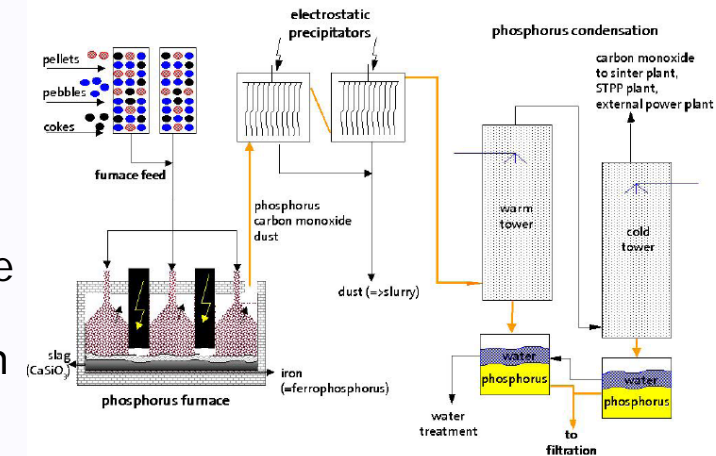 electrostatic
precipitators
phosphorus condensation
carbon monoxide
to sinter plant,
STPP plant,
external power plant
pellets
pebbles
cokes
furnace feed
phosphorus
carbon monoxide
dust
warm
tower
cold
tower
dust (=>slurry)
e
n
slag
(CaSiO3)
iron
(=ferrophosphorus)
phosphorus furnace
water
phosphorus
water
phosphorus
water
treatment
to
filtration